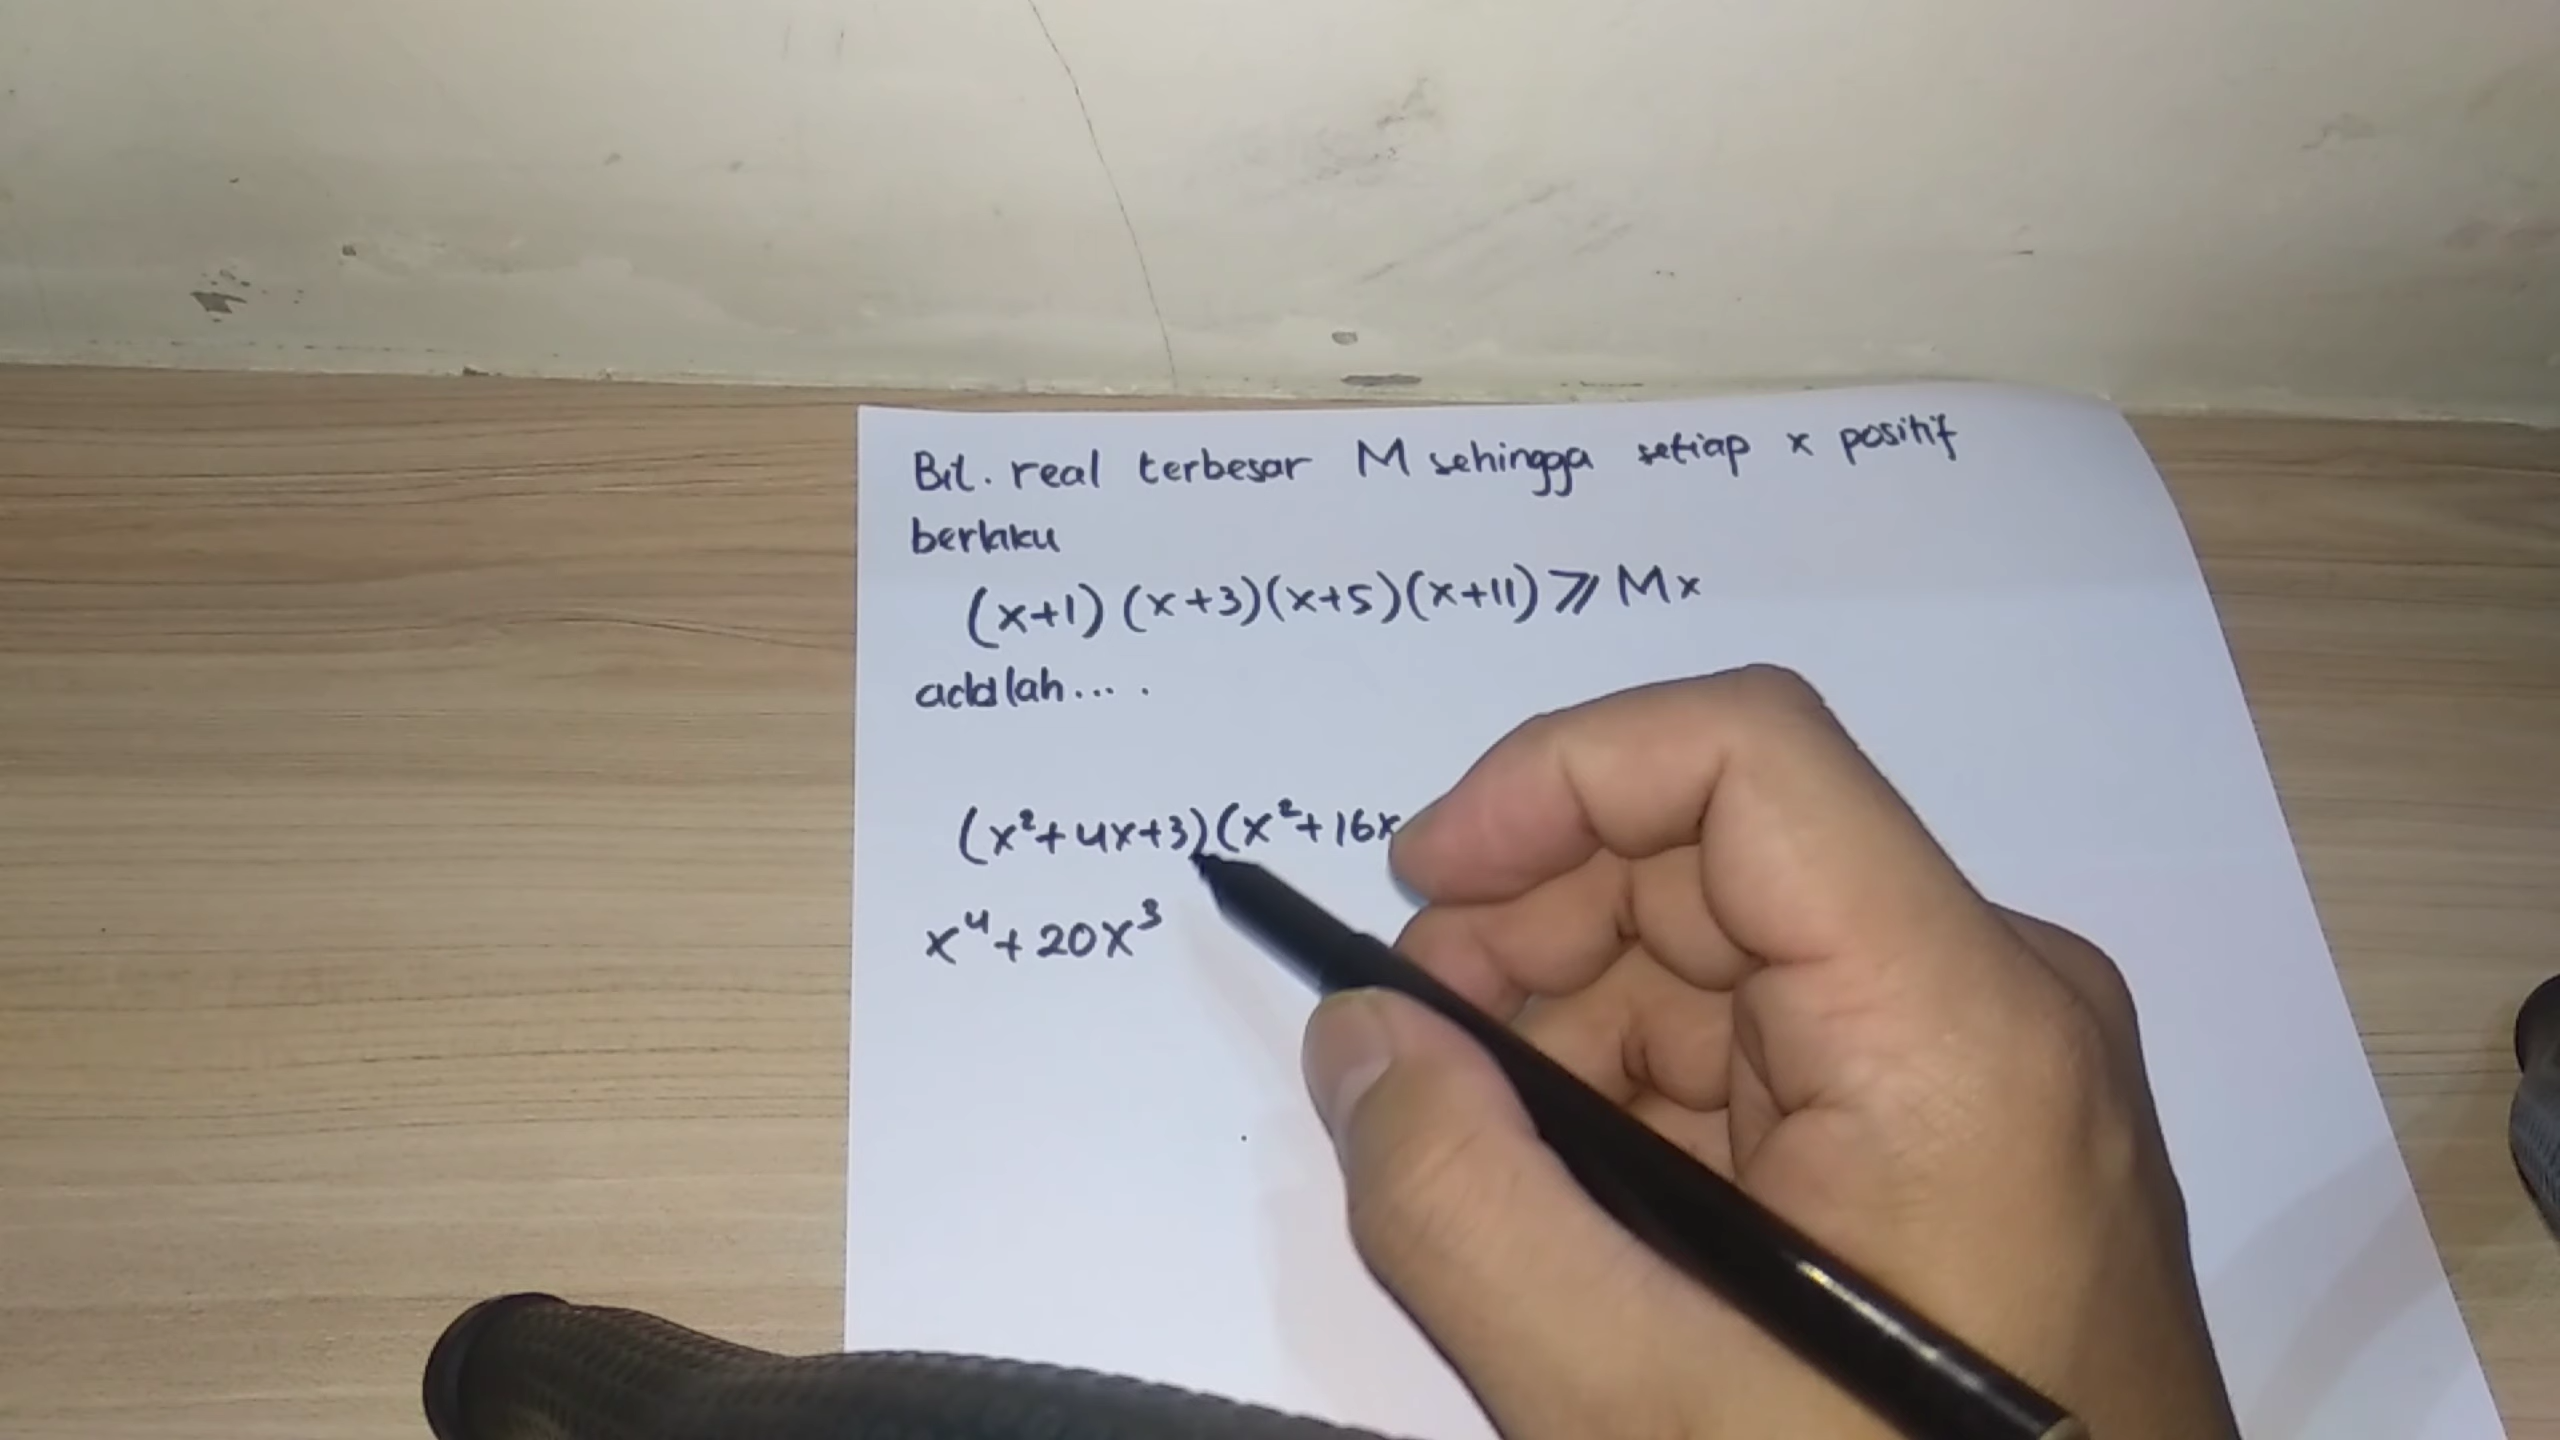 Bil. real terbesar M sehingga setiap x positif
berlaku
(x+1)(x+3)(x+5)(x+11) ⩾ Mx
adalah....
(x²+4x+3)(x²+16x
x⁴+20x³